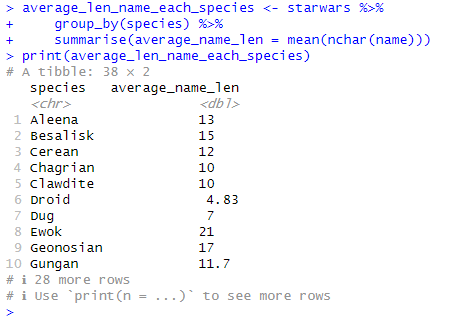 > average_len_name_each_species <- starwars %>%
+     group_by(species) %>%
+     summarise(average_name_len = mean(nchar(name)))
> print(average_len_name_each_species)
# A tibble: 38 × 2
   species   average_name_len
   <chr>                <dbl>
 1 Aleena               13
 2 Besalisk             15
 3 Cerean               12
 4 Chagrian             10
 5 Clawdite             10
 6 Droid                 4.83
 7 Dug                   7
 8 Ewok                 21
 9 Geonosian            17
10 Gungan               11.7
# ℹ 28 more rows
# ℹ Use `print(n = ...)` to see more rows
>